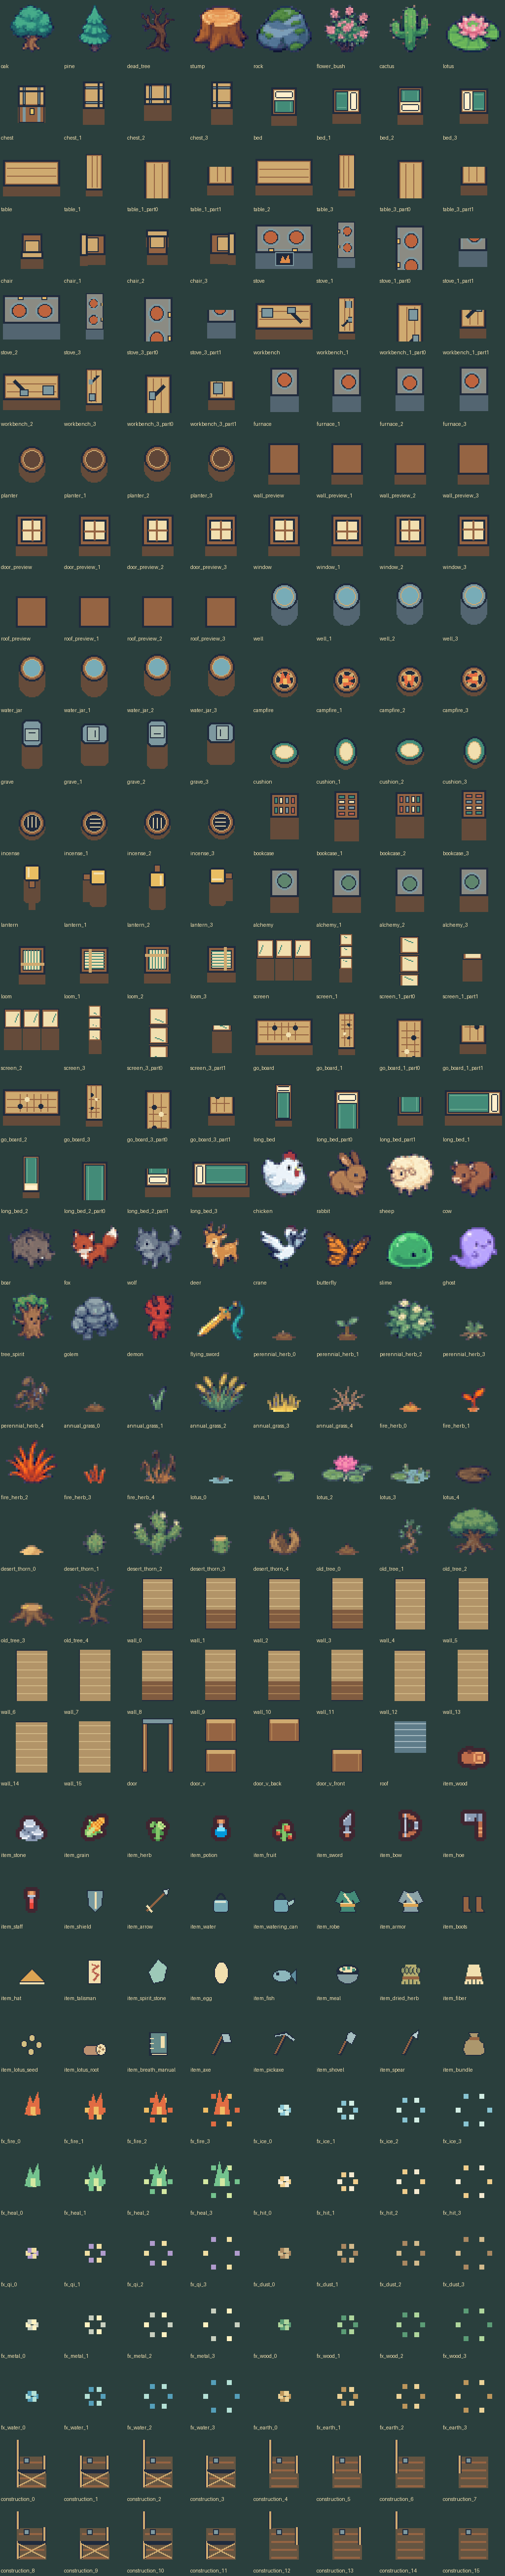 oak pine dead_tree stump rock flower_bush cactus lotus
chest chest_1 chest_2 chest_3 bed bed_1 bed_2 bed_3
table table_1 table_1_part0 table_1_part1 table_2 table_3 table_3_part0 table_3_part1
chair chair_1 chair_2 chair_3 stove stove_1 stove_1_part0 stove_1_part1
stove_2 stove_3 stove_3_part0 stove_3_part1 workbench workbench_1 workbench_1_part0 workbench_1_part1
workbench_2 workbench_3 workbench_3_part0 workbench_3_part1 furnace furnace_1 furnace_2 furnace_3
planter planter_1 planter_2 planter_3 wall_preview wall_preview_1 wall_preview_2 wall_preview_3
door_preview door_preview_1 door_preview_2 door_preview_3 window window_1 window_2 window_3
roof_preview roof_preview_1 roof_preview_2 roof_preview_3 well well_1 well_2 well_3
water_jar water_jar_1 water_jar_2 water_jar_3 campfire campfire_1 campfire_2 campfire_3
grave grave_1 grave_2 grave_3 cushion cushion_1 cushion_2 cushion_3
incense incense_1 incense_2 incense_3 bookcase bookcase_1 bookcase_2 bookcase_3
lantern lantern_1 lantern_2 lantern_3 alchemy alchemy_1 alchemy_2 alchemy_3
loom loom_1 loom_2 loom_3 screen screen_1 screen_1_part0 screen_1_part1
screen_2 screen_3 screen_3_part0 screen_3_part1 go_board go_board_1 go_board_1_part0 go_board_1_part1
go_board_2 go_board_3 go_board_3_part0 go_board_3_part1 long_bed long_bed_part0 long_bed_part1 long_bed_1
long_bed_2 long_bed_2_part0 long_bed_2_part1 long_bed_3 chicken rabbit sheep cow
boar fox wolf deer crane butterfly slime ghost
tree_spirit golem demon flying_sword perennial_herb_0 perennial_herb_1 perennial_herb_2 perennial_herb_3
perennial_herb_4 annual_grass_0 annual_grass_1 annual_grass_2 annual_grass_3 annual_grass_4 fire_herb_0 fire_herb_1
fire_herb_2 fire_herb_3 fire_herb_4 lotus_0 lotus_1 lotus_2 lotus_3 lotus_4
desert_thorn_0 desert_thorn_1 desert_thorn_2 desert_thorn_3 desert_thorn_4 old_tree_0 old_tree_1 old_tree_2
old_tree_3 old_tree_4 wall_0 wall_1 wall_2 wall_3 wall_4 wall_5
wall_6 wall_7 wall_8 wall_9 wall_10 wall_11 wall_12 wall_13
wall_14 wall_15 door door_v door_v_back door_v_front roof item_wood
item_stone item_grain item_herb item_potion item_fruit item_sword item_bow item_hoe
item_staff item_shield item_arrow item_water item_watering_can item_robe item_armor item_boots
item_hat item_talisman item_spirit_stone item_egg item_fish item_meal item_dried_herb item_fiber
item_lotus_seed item_lotus_root item_breath_manual item_axe item_pickaxe item_shovel item_spear item_bundle
fx_fire_0 fx_fire_1 fx_fire_2 fx_fire_3 fx_ice_0 fx_ice_1 fx_ice_2 fx_ice_3
fx_heal_0 fx_heal_1 fx_heal_2 fx_heal_3 fx_hit_0 fx_hit_1 fx_hit_2 fx_hit_3
fx_qi_0 fx_qi_1 fx_qi_2 fx_qi_3 fx_dust_0 fx_dust_1 fx_dust_2 fx_dust_3
fx_metal_0 fx_metal_1 fx_metal_2 fx_metal_3 fx_wood_0 fx_wood_1 fx_wood_2 fx_wood_3
fx_water_0 fx_water_1 fx_water_2 fx_water_3 fx_earth_0 fx_earth_1 fx_earth_2 fx_earth_3
construction_0 construction_1 construction_2 construction_3 construction_4 construction_5 construction_6 construction_7
construction_8 construction_9 construction_10 construction_11 construction_12 construction_13 construction_14 construction_15